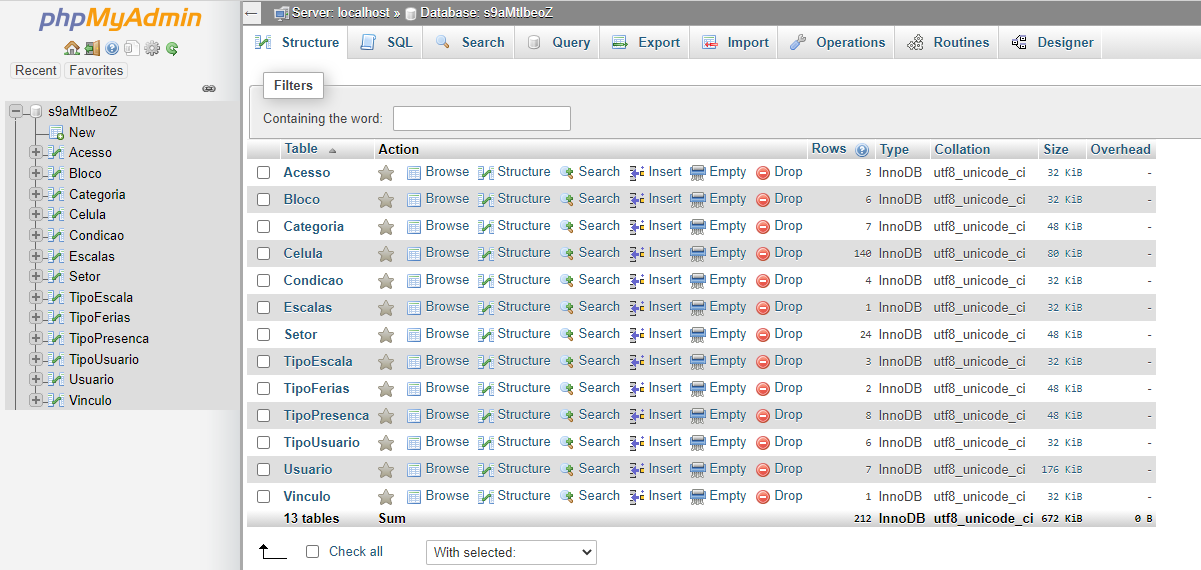 phpMyAdmin
Recent Favorites
s9aMtIbeoZ
New
Acesso
Bloco
Categoria
Celula
Condicao
Escalas
Setor
TipoEscala
TipoFerias
TipoPresenca
TipoUsuario
Usuario
Vinculo
Server: localhost » Database: s9aMtIbeoZ
Structure SQL Search Query Export Import Operations Routines Designer
Filters
Containing the word:
Table Action Rows Type Collation Size Overhead
Acesso Browse Structure Search Insert Empty Drop 3 InnoDB utf8_unicode_ci 32 KiB -
Bloco Browse Structure Search Insert Empty Drop 6 InnoDB utf8_unicode_ci 32 KiB -
Categoria Browse Structure Search Insert Empty Drop 7 InnoDB utf8_unicode_ci 48 KiB -
Celula Browse Structure Search Insert Empty Drop 140 InnoDB utf8_unicode_ci 80 KiB -
Condicao Browse Structure Search Insert Empty Drop 4 InnoDB utf8_unicode_ci 32 KiB -
Escalas Browse Structure Search Insert Empty Drop 1 InnoDB utf8_unicode_ci 32 KiB -
Setor Browse Structure Search Insert Empty Drop 24 InnoDB utf8_unicode_ci 48 KiB -
TipoEscala Browse Structure Search Insert Empty Drop 3 InnoDB utf8_unicode_ci 32 KiB -
TipoFerias Browse Structure Search Insert Empty Drop 2 InnoDB utf8_unicode_ci 48 KiB -
TipoPresenca Browse Structure Search Insert Empty Drop 8 InnoDB utf8_unicode_ci 48 KiB -
TipoUsuario Browse Structure Search Insert Empty Drop 6 InnoDB utf8_unicode_ci 32 KiB -
Usuario Browse Structure Search Insert Empty Drop 7 InnoDB utf8_unicode_ci 176 KiB -
Vinculo Browse Structure Search Insert Empty Drop 1 InnoDB utf8_unicode_ci 32 KiB -
13 tables Sum 212 InnoDB utf8_unicode_ci 672 KiB 0 B
Check all With selected: